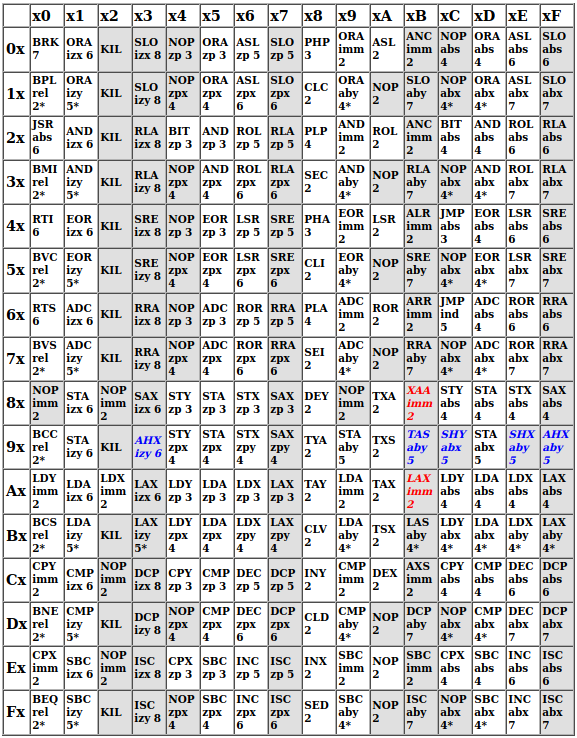 x0 x1 x2 x3 x4 x5 x6 x7 x8 x9 xA xB xC xD xE xF
0x BRK 7 ORA izx 6 KIL SLO izx 8 NOP zp 3 ORA zp 3 ASL zp 5 SLO zp 5 PHP 3 ORA imm 2 ASL 2 ANC imm 2 NOP abs 4 ORA abs 4 ASL abs 6 SLO abs 6
1x BPL rel 2* ORA izy 5* KIL SLO izy 8 NOP zpx 4 ORA zpx 4 ASL zpx 6 SLO zpx 6 CLC 2 ORA aby 4* NOP 2 SLO aby 7 NOP abx 4* ORA abx 4* ASL abx 7 SLO abx 7
2x JSR abs 6 AND izx 6 KIL RLA izx 8 BIT zp 3 AND zp 3 ROL zp 5 RLA zp 5 PLP 4 AND imm 2 ROL 2 ANC imm 2 BIT abs 4 AND abs 4 ROL abs 6 RLA abs 6
3x BMI rel 2* AND izy 5* KIL RLA izy 8 NOP zpx 4 AND zpx 4 ROL zpx 6 RLA zpx 6 SEC 2 AND aby 4* NOP 2 RLA aby 7 NOP abx 4* AND abx 4* ROL abx 7 RLA abx 7
4x RTI 6 EOR izx 6 KIL SRE izx 8 NOP zp 3 EOR zp 3 LSR zp 5 SRE zp 5 PHA 3 EOR imm 2 LSR 2 ALR imm 2 JMP abs 3 EOR abs 4 LSR abs 6 SRE abs 6
5x BVC rel 2* EOR izy 5* KIL SRE izy 8 NOP zpx 4 EOR zpx 4 LSR zpx 6 SRE zpx 6 CLI 2 EOR aby 4* NOP 2 SRE aby 7 NOP abx 4* EOR abx 4* LSR abx 7 SRE abx 7
6x RTS 6 ADC izx 6 KIL RRA izx 8 NOP zp 3 ADC zp 3 ROR zp 5 RRA zp 5 PLA 4 ADC imm 2 ROR 2 ARR imm 2 JMP ind 5 ADC abs 4 ROR abs 6 RRA abs 6
7x BVS rel 2* ADC izy 5* KIL RRA izy 8 NOP zpx 4 ADC zpx 4 ROR zpx 6 RRA zpx 6 SEI 2 ADC aby 4* NOP 2 RRA aby 7 NOP abx 4* ADC abx 4* ROR abx 7 RRA abx 7
8x NOP imm 2 STA izx 6 NOP imm 2 SAX izx 6 STY zp 3 STA zp 3 STX zp 3 SAX zp 3 DEY 2 NOP imm 2 TXA 2 XAA imm 2 STY abs 4 STA abs 4 STX abs 4 SAX abs 4
9x BCC rel 2* STA izy 6 KIL AHX izy 6 STY zpx 4 STA zpx 4 STX zpy 4 SAX zpy 4 TYA 2 STA aby 5 TXS 2 TAS aby 5 SHY abx 5 STA abx 5 SHX aby 5 AHX aby 5
Ax LDY imm 2 LDA izx 6 LDX imm 2 LAX izx 6 LDY zp 3 LDA zp 3 LDX zp 3 LAX zp 3 TAY 2 LDA imm 2 TAX 2 LAX imm 2 LDY abs 4 LDA abs 4 LDX abs 4 LAX abs 4
Bx BCS rel 2* LDA izy 5* KIL LAX izy 5* LDY zpx 4 LDA zpx 4 LDX zpy 4 LAX zpy 4 CLV 2 LDA aby 4* TSX 2 LAS aby 4* LDY abx 4* LDA abx 4* LDX aby 4* LAX aby 4*
Cx CPY imm 2 CMP izx 6 NOP imm 2 DCP izx 8 CPY zp 3 CMP zp 3 DEC zp 5 DCP zp 5 INY 2 CMP imm 2 DEX 2 AXS imm 2 CPY abs 4 CMP abs 4 DEC abs 6 DCP abs 6
Dx BNE rel 2* CMP izy 5* KIL DCP izy 8 NOP zpx 4 CMP zpx 4 DEC zpx 6 DCP zpx 6 CLD 2 CMP aby 4* NOP 2 DCP aby 7 NOP abx 4* CMP abx 4* DEC abx 7 DCP abx 7
Ex CPX imm 2 SBC izx 6 NOP imm 2 ISC izx 8 CPX zp 3 SBC zp 3 INC zp 5 ISC zp 5 INX 2 SBC imm 2 NOP 2 SBC imm 2 CPX abs 4 SBC abs 4 INC abs 6 ISC abs 6
Fx BEQ rel 2* SBC izy 5* KIL ISC izy 8 NOP zpx 4 SBC zpx 4 INC zpx 6 ISC zpx 6 SED 2 SBC aby 4* NOP 2 ISC aby 7 NOP abx 4* SBC abx 4* INC abx 7 ISC abx 7